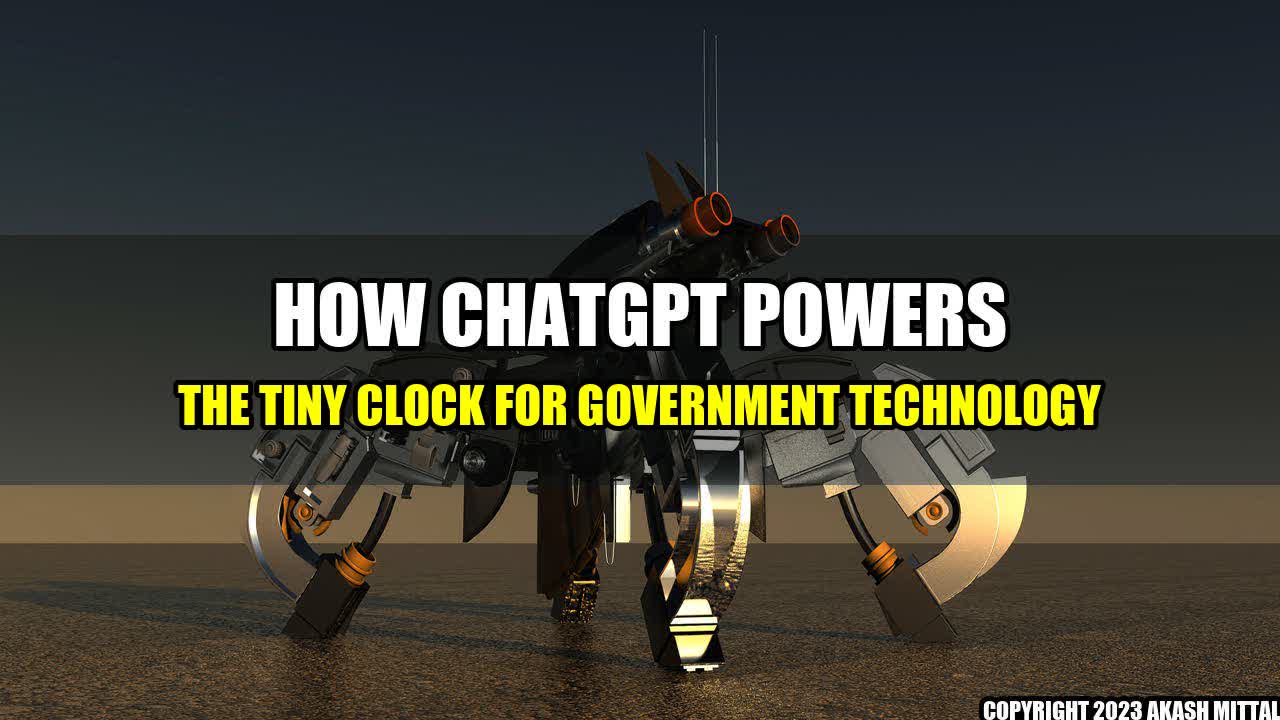 HOW CHATGPT POWERS
THE TINY CLOCK FOR GOVERNMENT TECHNOLOGY
COPYRIGHT 2023 AKASH MITTAL